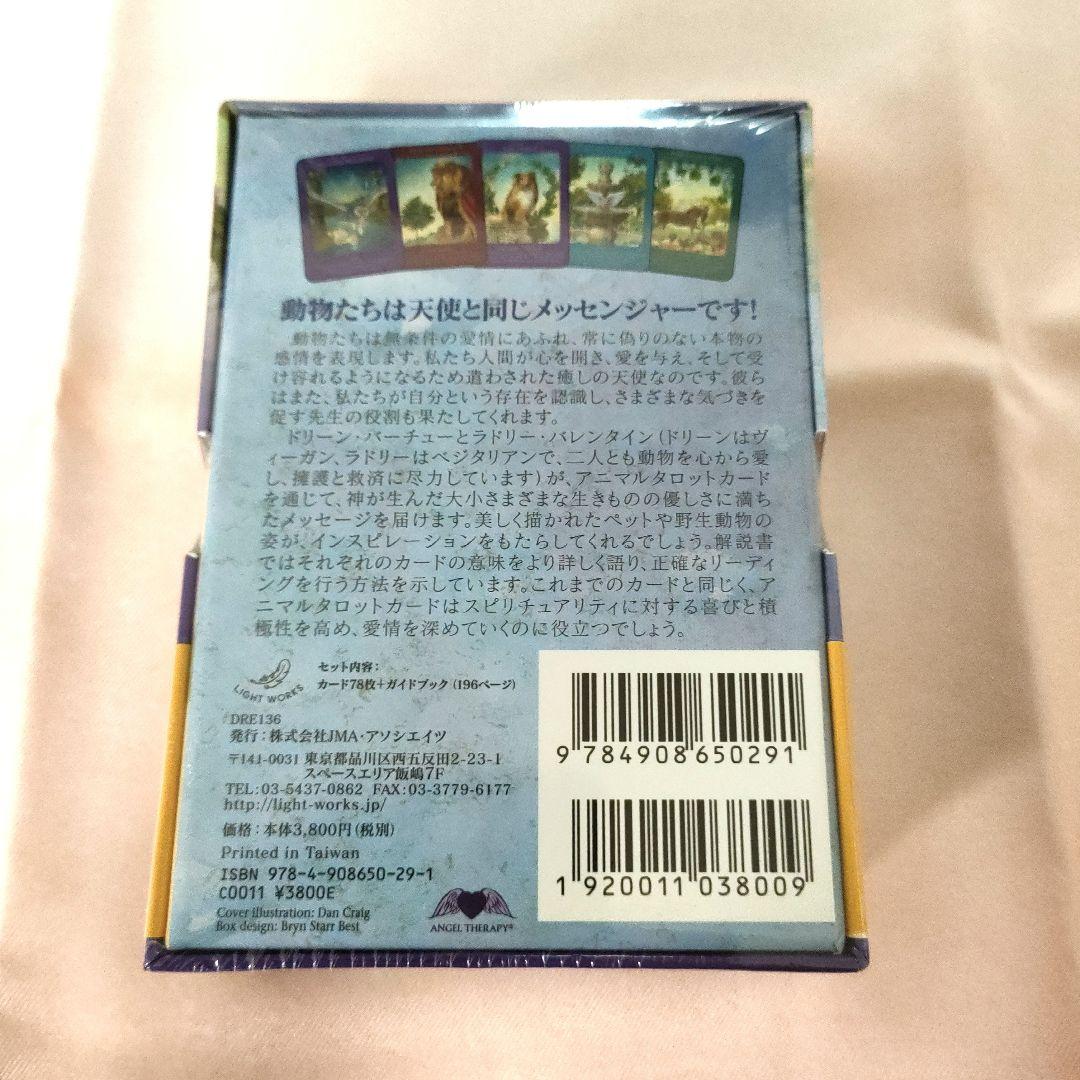 動物たちは天使と同じメッセンジャーです!
動物たちは無条件の愛情にあふれ、常に偽りのない本物の
感情を表現します。私たち人間が心を開き、愛を与え、そして受
け容れるようになるため遣わされた癒しの天使なのです。彼ら
はまた、私たちが自分という存在を認識し、さまざまな気づきを
促す先生の役割も果たしてくれます。
ドリーン・バーチューとラドリー・バレンタイン(ドリーンはヴ
ィーガン、ラドリーはベジタリアンで、二人とも動物を心から愛
し、擁護と救済に尽力しています)が、アニマルタロットカード
を通じて、神が生んだ大小さまざまな生きものの優しさに満ち
たメッセージを届けます。美しく描かれたペットや野生動物の
姿が、インスピレーションをもたらしてくれるでしょう。解説書
ではそれぞれのカードの意味をより詳しく語り、正確なリーディ
ングを行う方法を示しています。これまでのカードと同じく、ア
ニマルタロットカードはスピリチュアリティに対する喜びと積
極性を高め、愛情を深めていくのに役立つでしょう。
LIGHT WORKS
セット内容:
カード78枚+ガイドブック(196ページ)
DRE136
発行:株式会社JMA・アソシエイツ
〒141-0031 東京都品川区西五反田2-23-1
スペースエリア飯嶋7F
TEL:03-5437-0862 FAX:03-3779-6177
http://light-works.jp/
価格:本体3,800円(税別)
Printed in Taiwan
ISBN 978-4-908650-29-1
C0011 ¥3800E
Cover illustration: Dan Craig
Box design: Bryn Starr Best
ANGEL THERAPY®
9 784908 650291
1 920011 038009